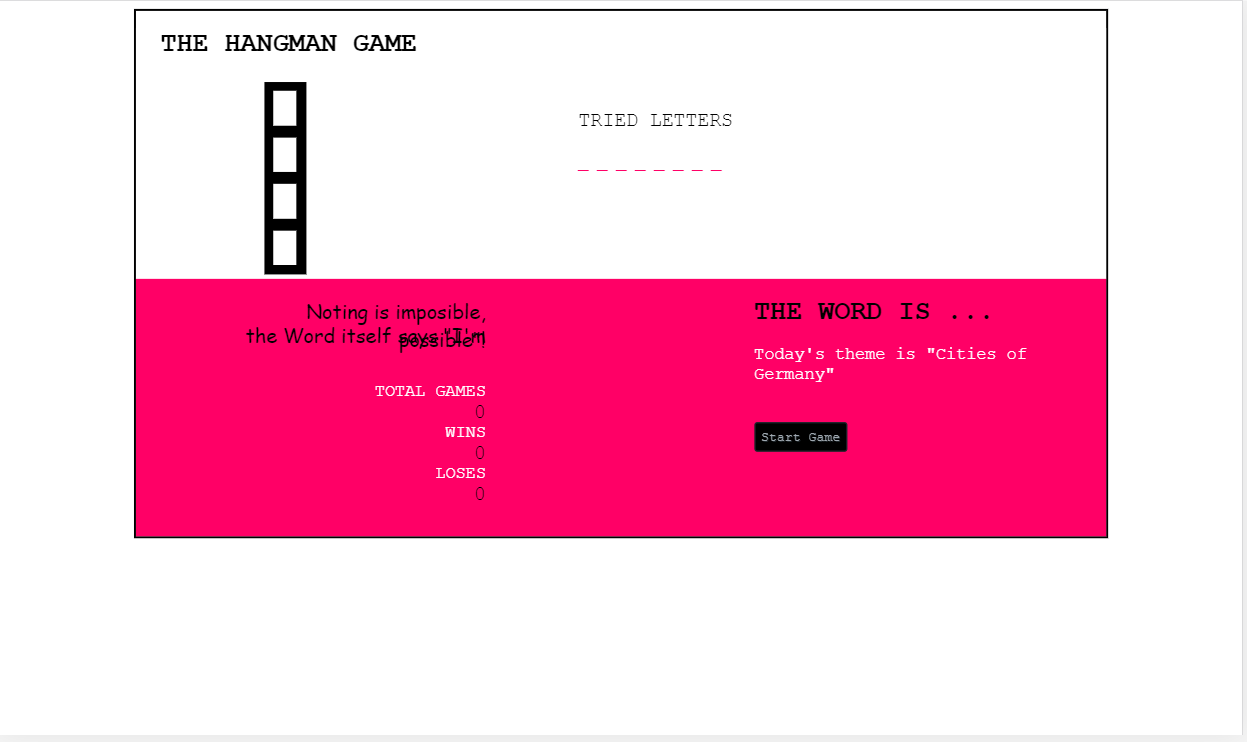 THE HANGMAN GAME
TRIED LETTERS
_ _ _ _ _ _ _ _
Noting is imposible,
the Word itself says "I'm
possible"!
TOTAL GAMES
0
WINS
0
LOSES
0
THE WORD IS ...
Today's theme is "Cities of
Germany"
Start Game